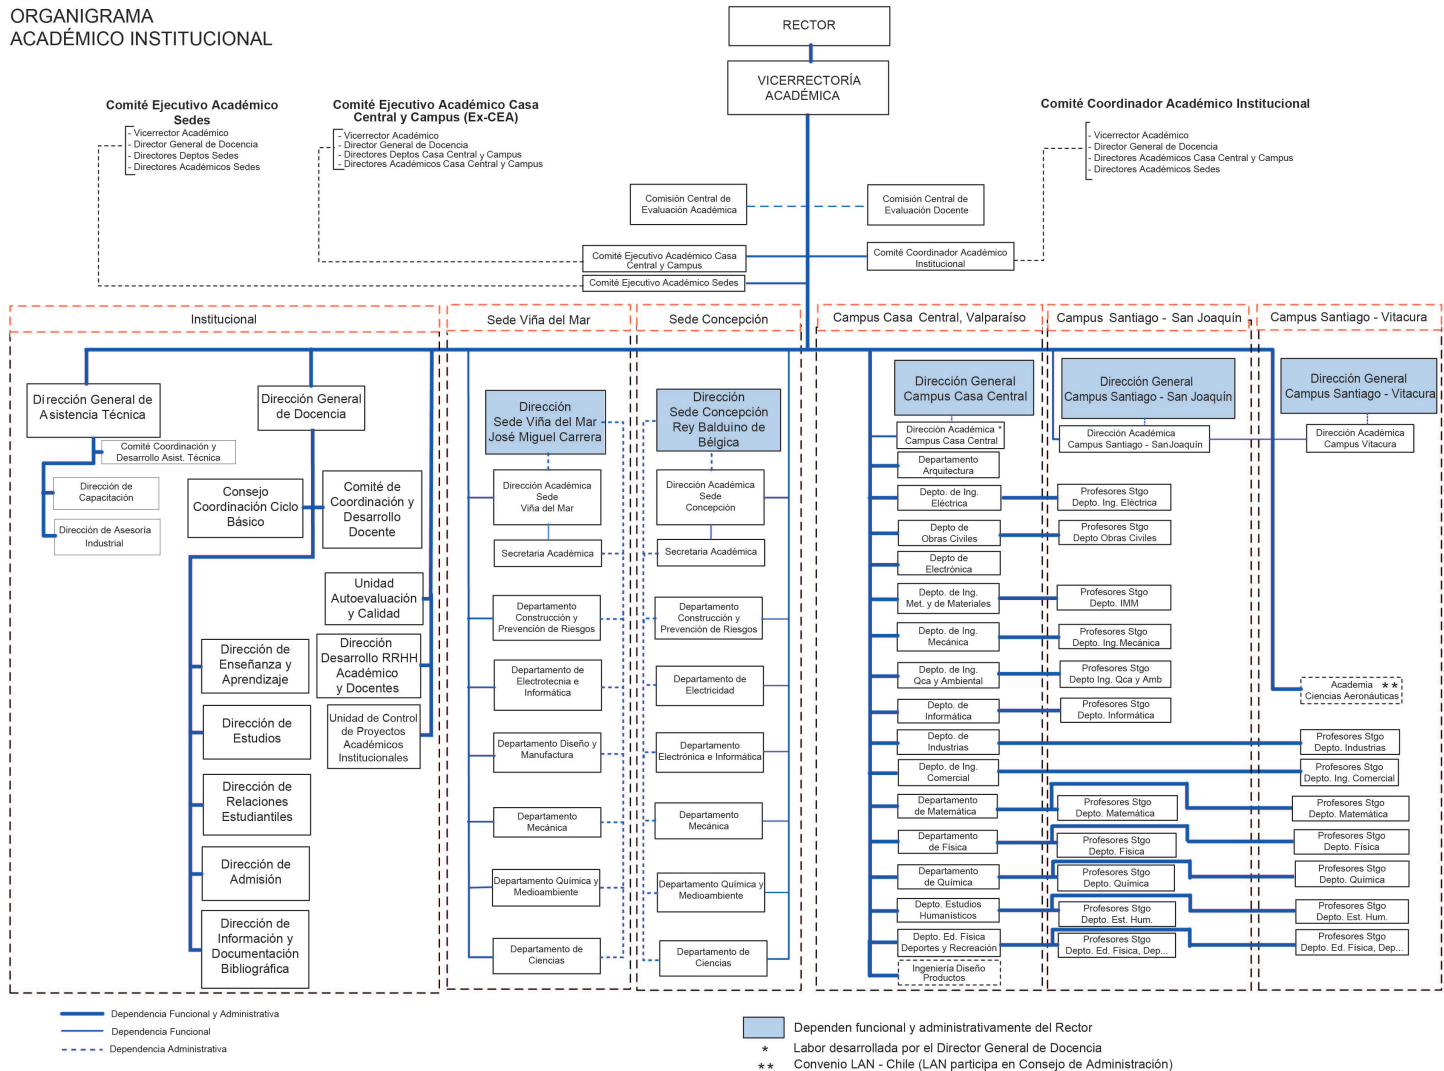 ORGANIGRAMA
ACADÉMICO INSTITUCIONAL
RECTOR
VICERRECTORÍA
ACADÉMICA
Comité Ejecutivo Académico
Sedes
- Vicerrector Académico
- Director General de Docencia
- Directores Deptos Sedes
- Directores Académicos Sedes
Comité Ejecutivo Académico Casa
Central y Campus (Ex-CEA)
- Vicerrector Académico
- Director General de Docencia
- Directores Deptos Casa Central y Campus
- Directores Académicos Casa Central y Campus
Comité Coordinador Académico Institucional
- Vicerrector Académico
- Director General de Docencia
- Directores Académicos Casa Central y Campus
- Directores Académicos Sedes
Comisión Central de
Evaluación Académica
Comisión Central de
Evaluación Docente
Comité Ejecutivo Académico Casa
Central y Campus
Comité Coordinador Académico
Institucional
Comité Ejecutivo Académico Sedes
Institucional
Sede Viña del Mar
Sede Concepción
Campus Casa Central, Valparaíso
Campus Santiago - San Joaquín
Campus Santiago - Vitacura
Dirección General de
Asistencia Técnica
Comité Coordinación y
Desarrollo Asist. Técnica
Dirección de
Capacitación
Dirección de Asesoría
Industrial
Dirección General
de Docencia
Consejo
Coordinación Ciclo
Básico
Comité de
Coordinación y
Desarrollo
Docente
Unidad
Autoevaluación
y Calidad
Dirección
Desarrollo RRHH
Académico
y Docentes
Unidad de Control
de Proyectos
Académicos
Institucionales
Dirección de
Enseñanza y
Aprendizaje
Dirección de
Estudios
Dirección de
Relaciones
Estudiantiles
Dirección de
Admisión
Dirección de
Información y
Documentación
Bibliográfica
Dirección
Sede Viña del Mar
José Miguel Carrera
Dirección Académica
Sede
Viña del Mar
Secretaria Académica
Departamento
Construcción y
Prevención de Riesgos
Departamento de
Electrotecnia e
Informática
Departamento Diseño y
Manufactura
Departamento
Mecánica
Departamento Química y
Medioambiente
Departamento de
Ciencias
Dirección
Sede Concepción
Rey Balduino de
Bélgica
Dirección Académica
Sede
Concepción
Secretaria Académica
Departamento
Construcción y
Prevención de Riesgos
Departamento de
Electricidad
Departamento
Electrónica e Informática
Departamento
Mecánica
Departamento Química y
Medioambiente
Departamento de
Ciencias
Dirección General
Campus Casa Central
Dirección Académica *
Campus Casa Central
Departamento
Arquitectura
Depto. de Ing.
Eléctrica
Depto de
Obras Civiles
Depto de
Electrónica
Depto. de Ing.
Met. y de Materiales
Depto. de Ing.
Mecánica
Depto. de Ing.
Qca y Ambiental
Depto. de
Informática
Depto. de
Industrias
Depto. de Ing.
Comercial
Departamento
de Matemática
Departamento
de Física
Departamento
de Química
Depto. Estudios
Humanísticos
Depto. Ed. Física
Deportes y Recreación
Ingeniería Diseño
Productos
Dirección General
Campus Santiago - San Joaquín
Dirección Académica
Campus Santiago - SanJoaquín
Profesores Stgo
Depto. Ing. Eléctrica
Profesores Stgo
Depto Obras Civiles
Profesores Stgo
Depto. IMM
Profesores Stgo
Depto. Ing. Mecánica
Profesores Stgo
Depto Ing. Qca y Amb
Profesores Stgo
Depto. Informática
Profesores Stgo
Depto. Matemática
Profesores Stgo
Depto. Física
Profesores Stgo
Depto. Química
Profesores Stgo
Depto. Est. Hum.
Profesores Stgo
Depto. Ed. Física, Dep...
Dirección General
Campus Santiago - Vitacura
Dirección Académica
Campus Vitacura
Academia **
Ciencias Aeronáuticas
Profesores Stgo
Depto. Industrias
Profesores Stgo
Depto. Ing. Comercial
Profesores Stgo
Depto. Matemática
Profesores Stgo
Depto. Física
Profesores Stgo
Depto. Química
Profesores Stgo
Depto. Est. Hum.
Profesores Stgo
Depto. Ed. Física, Dep...
Dependencia Funcional y Administrativa
Dependencia Funcional
Dependencia Administrativa
Dependen funcional y administrativamente del Rector
* Labor desarrollada por el Director General de Docencia
** Convenio LAN - Chile (LAN participa en Consejo de Administración)